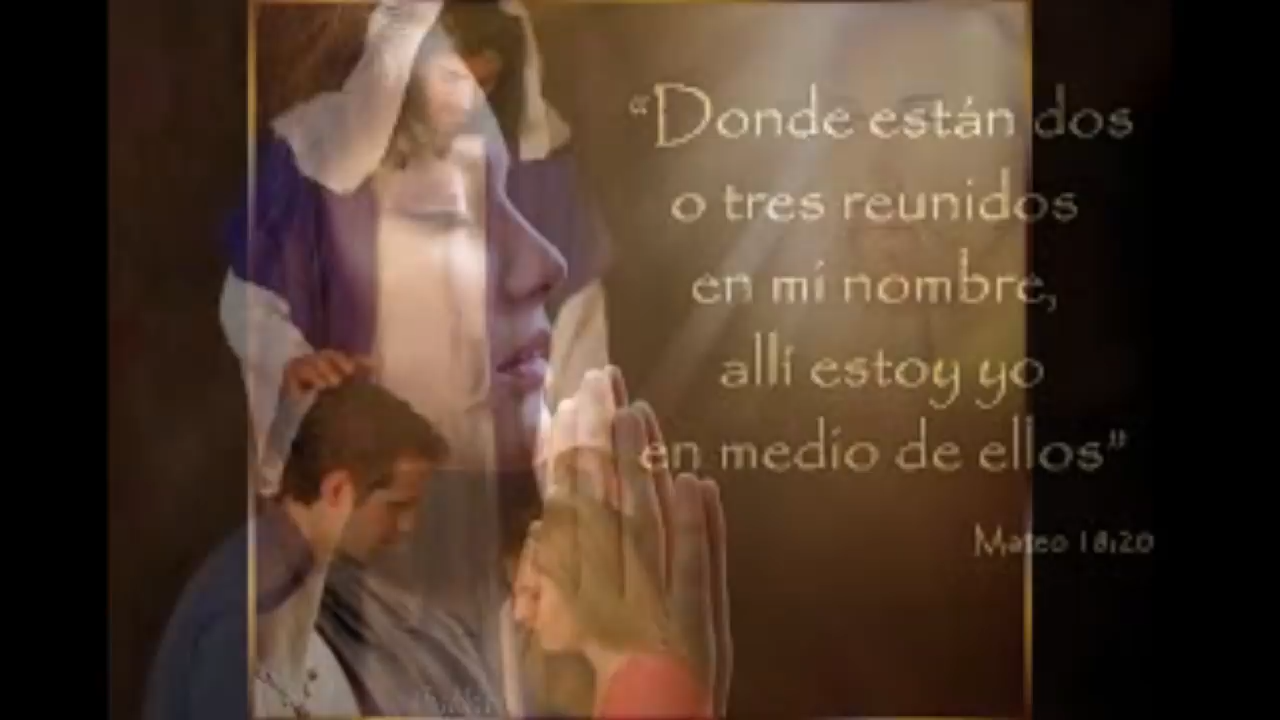 “Donde están dos
o tres reunidos
en mi nombre,
allí estoy yo
en medio de ellos”
Mateo 18:20